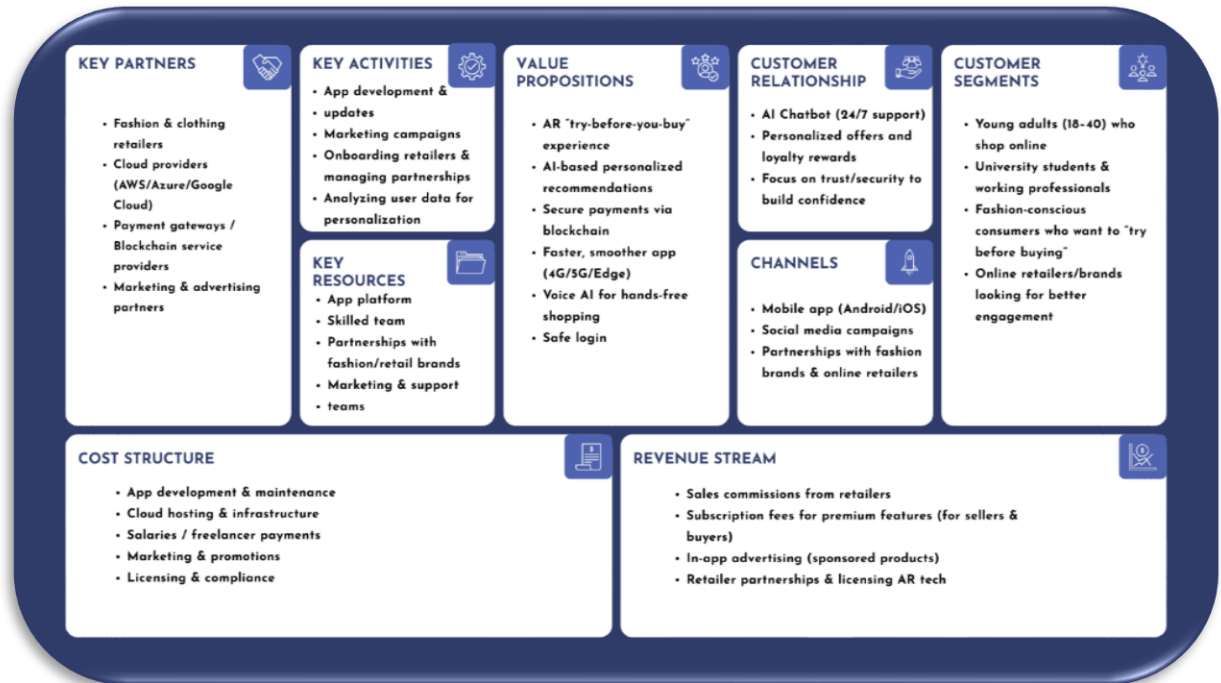 KEY PARTNERS
• Fashion & clothing
retailers
• Cloud providers
(AWS/Azure/Google
Cloud)
• Payment gateways /
Blockchain service
providers
• Marketing & advertising
partners
KEY ACTIVITIES
• App development &
• updates
• Marketing campaigns
• Onboarding retailers &
managing partnerships
• Analyzing user data for
personalization
KEY
RESOURCES
• App platform
• Skilled team
• Partnerships with
fashion/retail brands
• Marketing & support
• teams
VALUE
PROPOSITIONS
• AR “try-before-you-buy”
experience
• AI-based personalized
recommendations
• Secure payments via
blockchain
• Faster, smoother app
(4G/5G/Edge)
• Voice AI for hands-free
shopping
• Safe login
CUSTOMER
RELATIONSHIP
• AI Chatbot (24/7 support)
• Personalized offers and
loyalty rewards
• Focus on trust/security to
build confidence
CHANNELS
• Mobile app (Android/iOS)
• Social media campaigns
• Partnerships with fashion
brands & online retailers
CUSTOMER
SEGMENTS
• Young adults (18–40) who
shop online
• University students &
working professionals
• Fashion-conscious
consumers who want to “try
before buying”
• Online retailers/brands
looking for better
engagement
COST STRUCTURE
• App development & maintenance
• Cloud hosting & infrastructure
• Salaries / freelancer payments
• Marketing & promotions
• Licensing & compliance
REVENUE STREAM
• Sales commissions from retailers
• Subscription fees for premium features (for sellers &
buyers)
• In-app advertising (sponsored products)
• Retailer partnerships & licensing AR tech